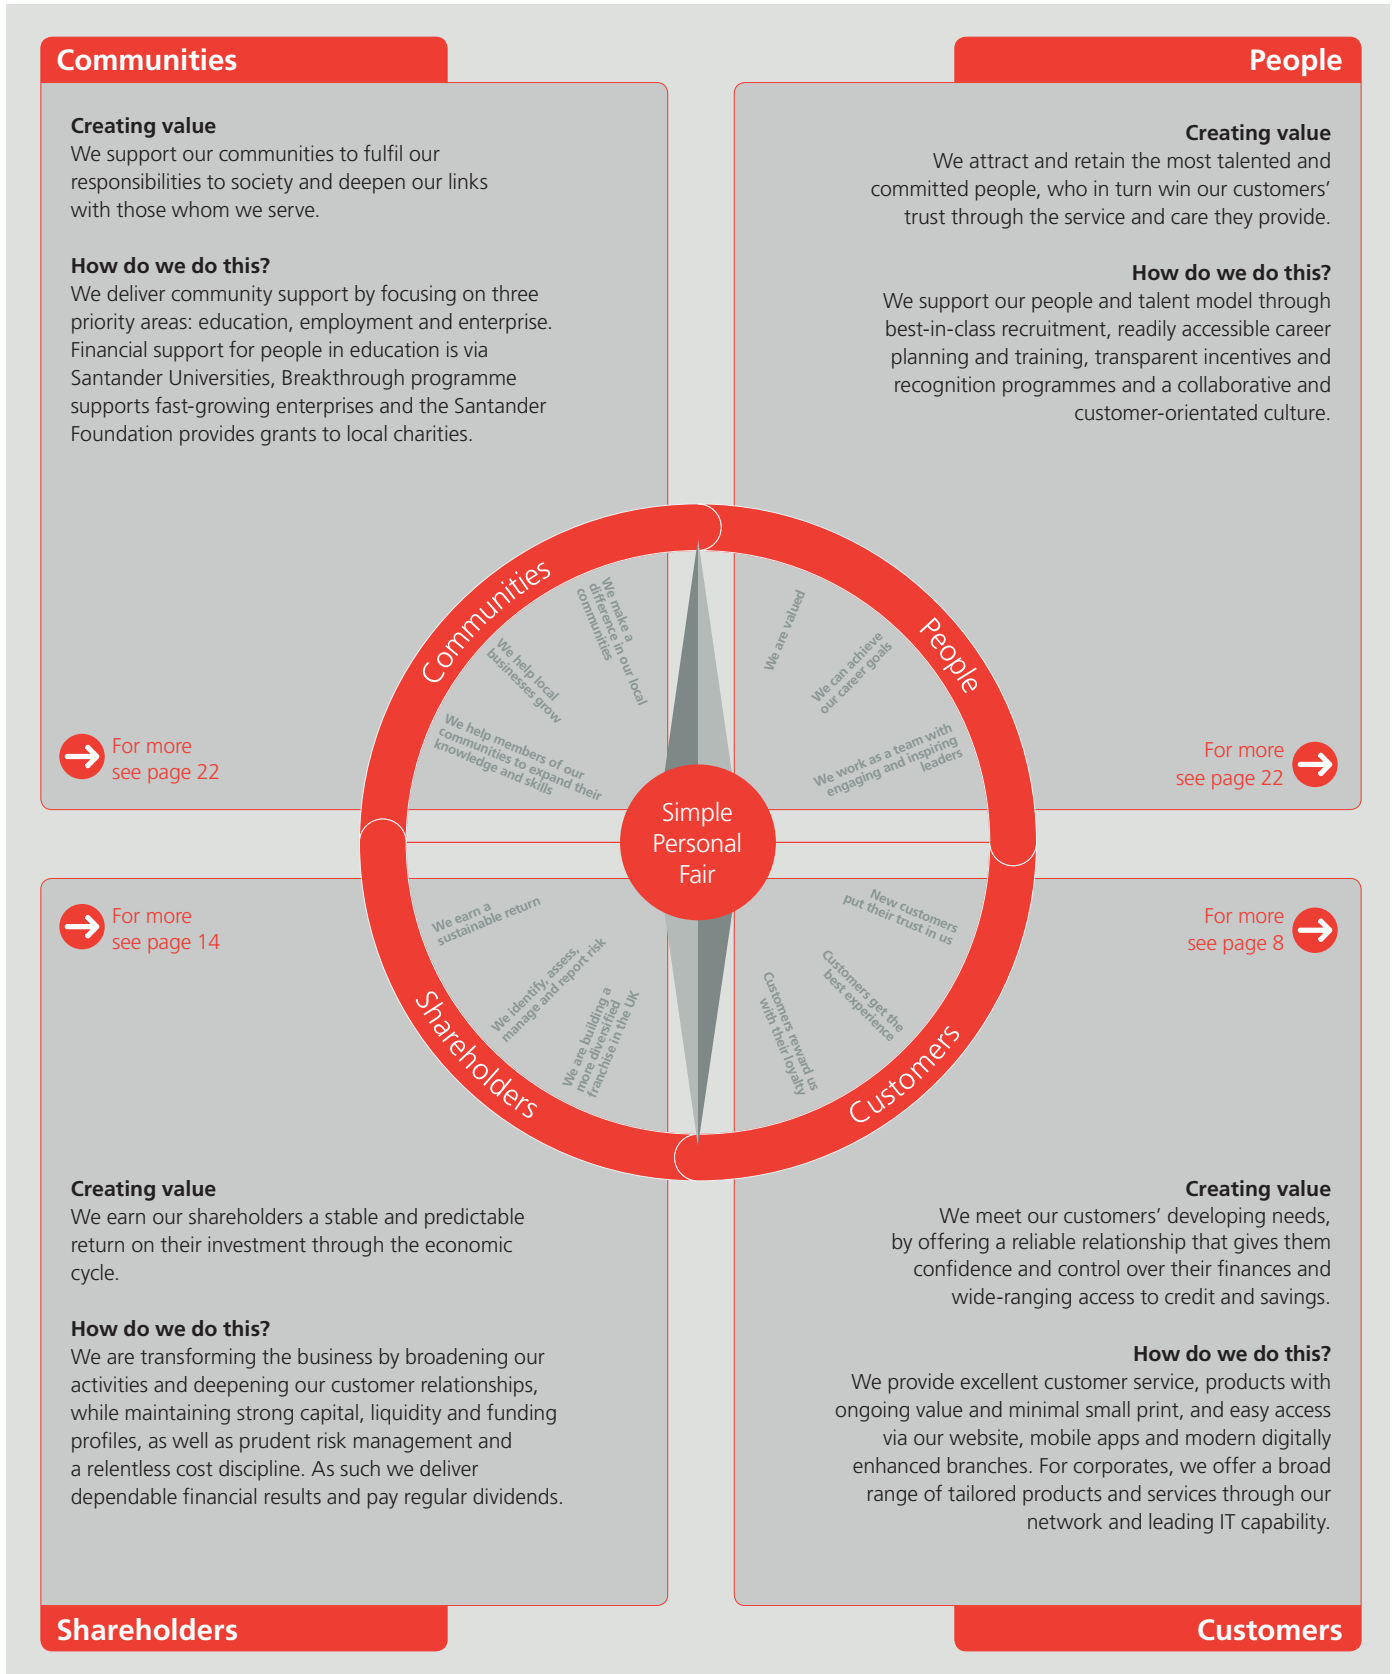 Communities
Creating value
We support our communities to fulfil our
responsibilities to society and deepen our links
with those whom we serve.
How do we do this?
We deliver community support by focusing on three
priority areas: education, employment and enterprise.
Financial support for people in education is via
Santander Universities, Breakthrough programme
supports fast-growing enterprises and the Santander
Foundation provides grants to local charities.
For more
see page 22
People
Creating value
We attract and retain the most talented and
committed people, who in turn win our customers’
trust through the service and care they provide.
How do we do this?
We support our people and talent model through
best-in-class recruitment, readily accessible career
planning and training, transparent incentives and
recognition programmes and a collaborative and
customer-orientated culture.
For more
see page 22
Communities
We make a
difference in our local
communities
We help local
businesses grow
We help members of our
communities to expand their
knowledge and skills
People
We are valued
We can achieve
our career goals
We work as a team with
engaging and inspiring
leaders
Simple
Personal
Fair
Shareholders
We earn a
sustainable return
We identify, assess,
manage and report risk
We are building a
more diversified
franchise in the UK
Customers
New customers
put their trust in us
Customers get the
best experience
Customers reward us
with their loyalty
For more
see page 14
Creating value
We earn our shareholders a stable and predictable
return on their investment through the economic
cycle.
How do we do this?
We are transforming the business by broadening our
activities and deepening our customer relationships,
while maintaining strong capital, liquidity and funding
profiles, as well as prudent risk management and
a relentless cost discipline. As such we deliver
dependable financial results and pay regular dividends.
Shareholders
For more
see page 8
Creating value
We meet our customers’ developing needs,
by offering a reliable relationship that gives them
confidence and control over their finances and
wide-ranging access to credit and savings.
How do we do this?
We provide excellent customer service, products with
ongoing value and minimal small print, and easy access
via our website, mobile apps and modern digitally
enhanced branches. For corporates, we offer a broad
range of tailored products and services through our
network and leading IT capability.
Customers